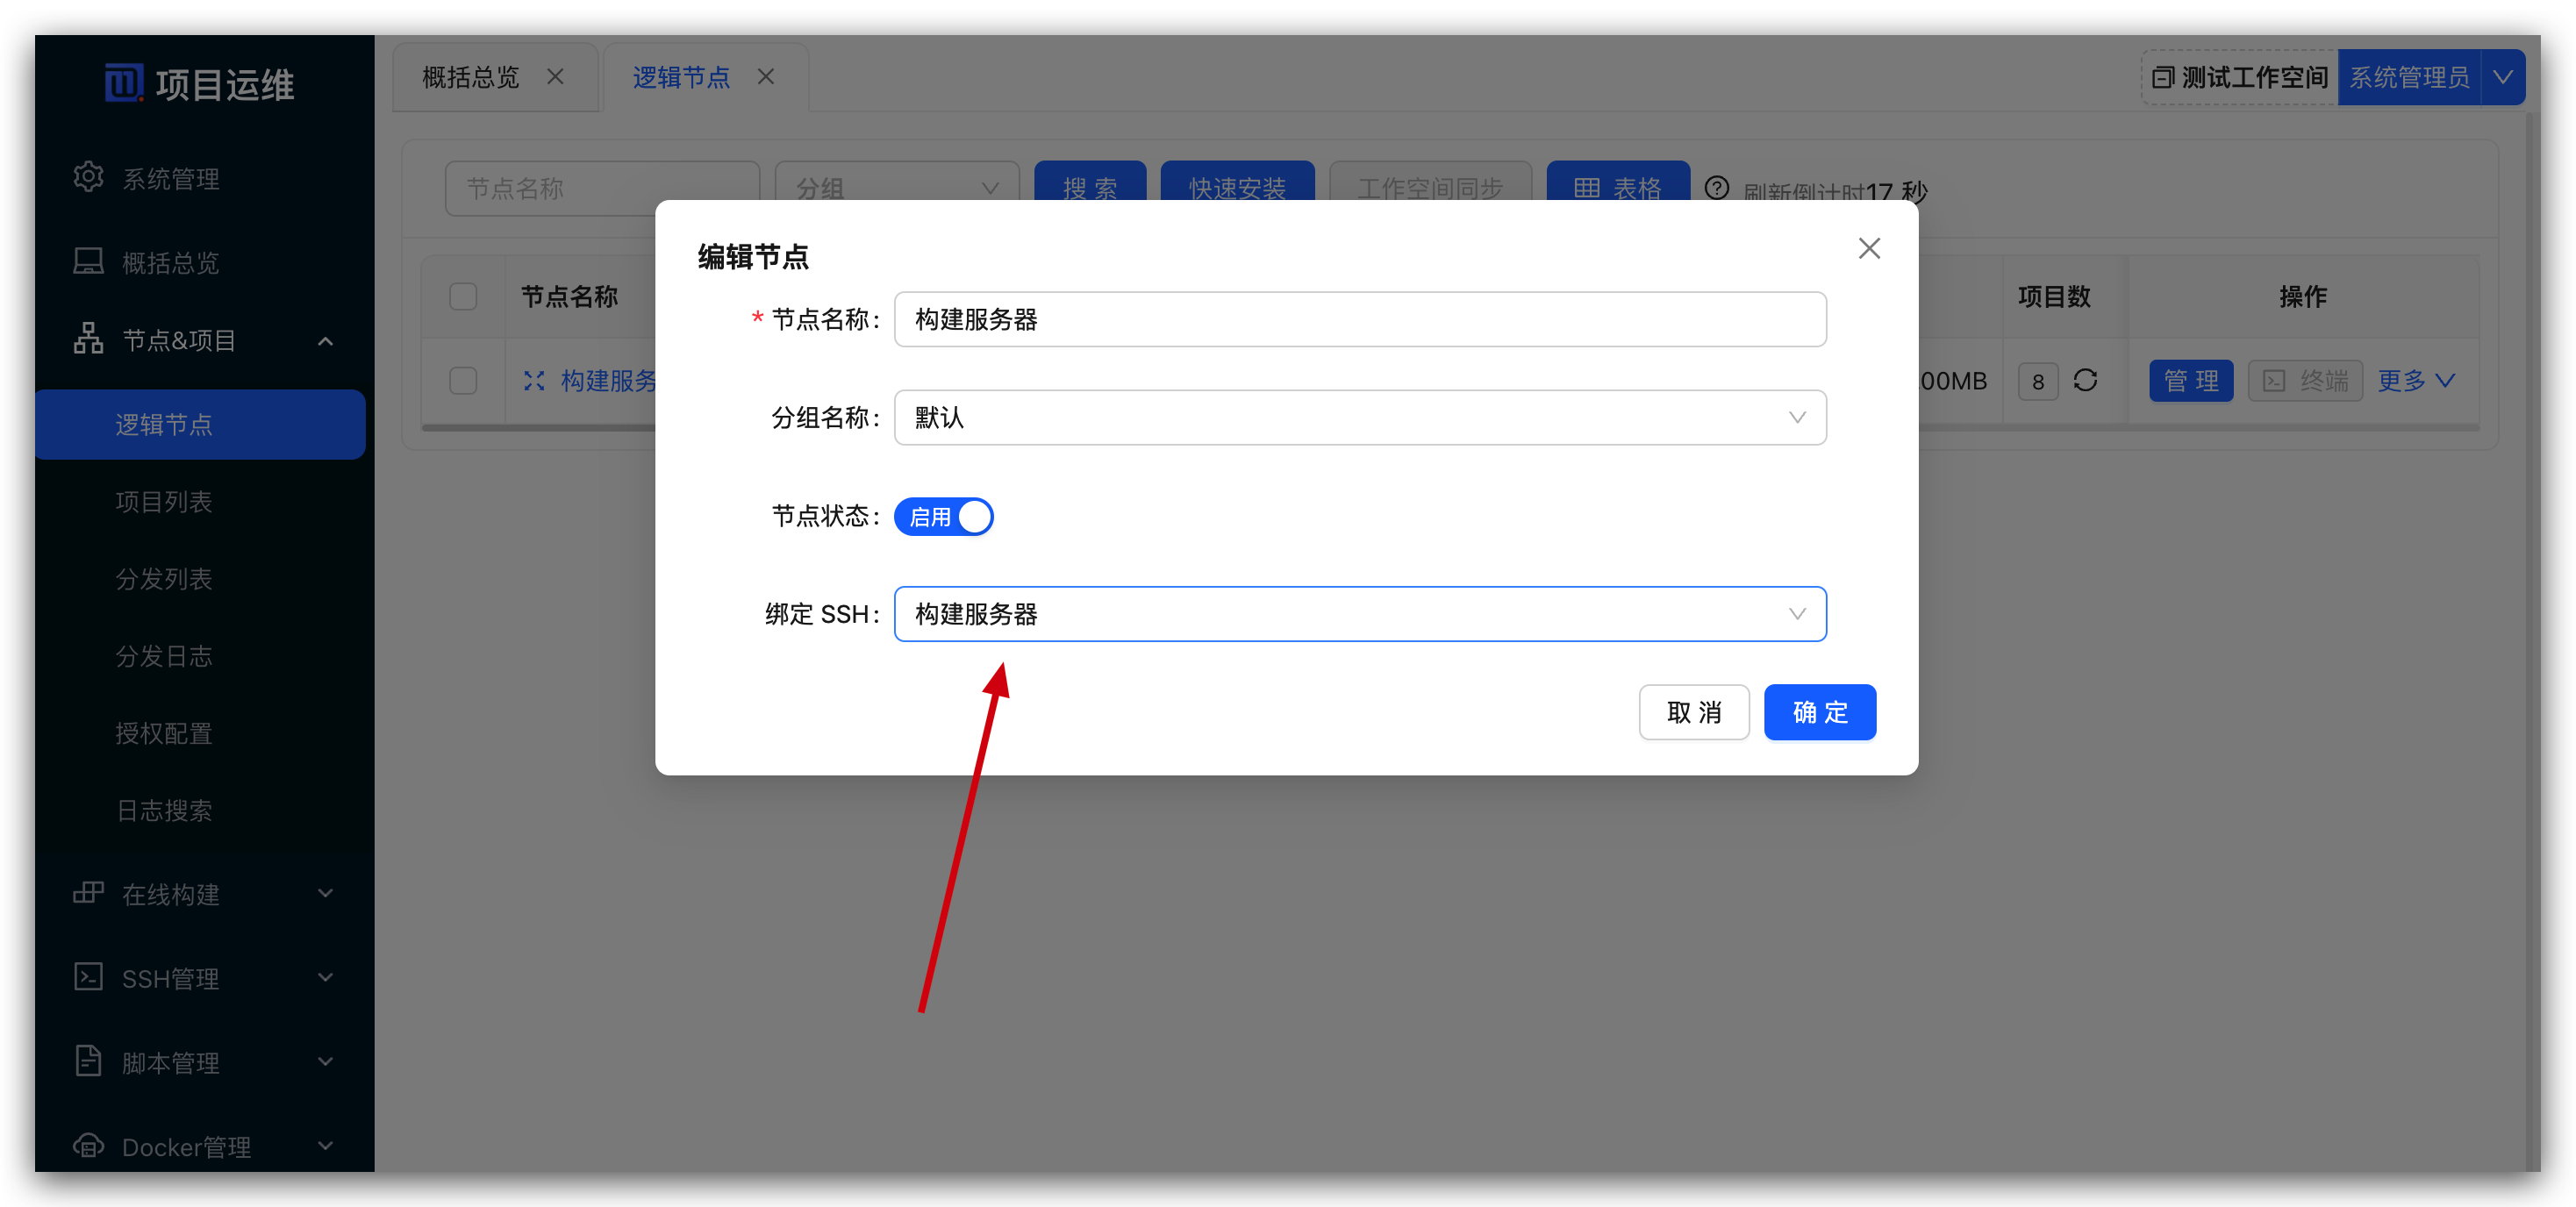 项目运维
系统管理
概括总览
节点&项目
逻辑节点
项目列表
分发列表
分发日志
授权配置
日志搜索
在线构建
SSH管理
脚本管理
Docker管理
概括总览
逻辑节点
测试工作空间
系统管理员
节点名称
分组
搜 索
快速安装
工作空间同步
表格
刷新倒计时17 秒
节点名称
项目数
操作
构建服务
00MB
8
管 理
终端
更多
编辑节点
* 节点名称:
构建服务器
分组名称:
默认
节点状态:
启用
绑定 SSH:
构建服务器
取 消
确 定